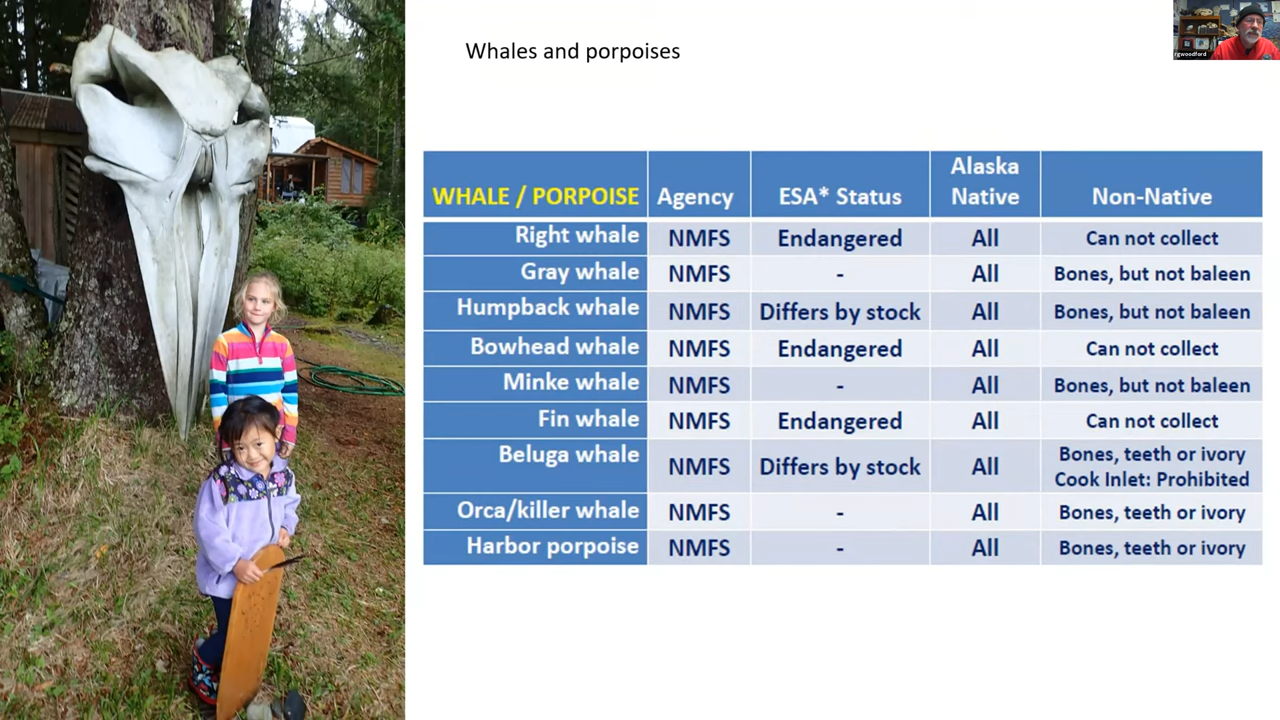 Whales and porpoises
WHALE / PORPOISE Agency ESA* Status Alaska Native Non-Native
Right whale NMFS Endangered All Can not collect
Gray whale NMFS - All Bones, but not baleen
Humpback whale NMFS Differs by stock All Bones, but not baleen
Bowhead whale NMFS Endangered All Can not collect
Minke whale NMFS - All Bones, but not baleen
Fin whale NMFS Endangered All Can not collect
Beluga whale NMFS Differs by stock All Bones, teeth or ivory
Cook Inlet: Prohibited
Orca/killer whale NMFS - All Bones, teeth or ivory
Harbor porpoise NMFS - All Bones, teeth or ivory